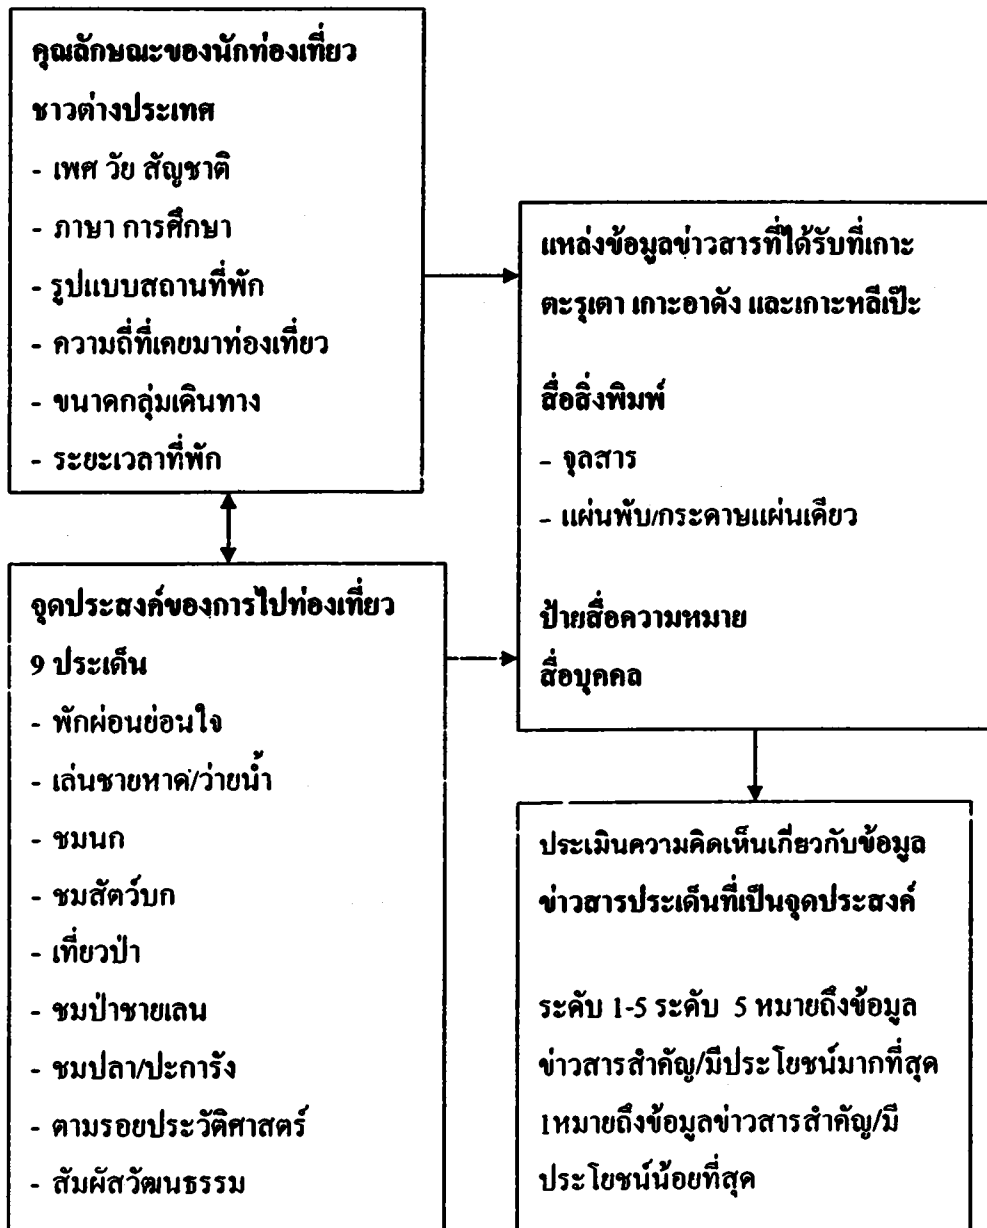 คุณลักษณะของนักท่องเที่ยว
ชาวต่างประเทศ
- เพศ วัย สัญชาติ
- ภาษา การศึกษา
- รูปแบบสถานที่พัก
- ความถี่ที่เคยมาท่องเที่ยว
- ขนาดกลุ่มเดินทาง
- ระยะเวลาที่พัก
จุดประสงค์ของการไปท่องเที่ยว
9 ประเด็น
- พักผ่อนย่อนใจ
- เล่นชายหาด/ว่ายน้ำ
- ชมนก
- ชมสัตว์บก
- เที่ยวป่า
- ชมป่าชายเลน
- ชมปลา/ปะการัง
- ตามรอยประวัติศาสตร์
- สัมผัสวัฒนธรรม
แหล่งข้อมูลข่าวสารที่ได้รับที่เกาะ
ตะรุเตา เกาะอาดัง และเกาะหลีเป๊ะ
สื่อสิ่งพิมพ์
- จุลสาร
- แผ่นพับ/กระดาษแผ่นเดียว
ป้ายสื่อความหมาย
สื่อบุคคล
ประเมินความคิดเห็นเกี่ยวกับข้อมูล
ข่าวสารประเด็นที่เป็นจุดประสงค์
ระดับ 1-5 ระดับ 5 หมายถึงข้อมูล
ข่าวสารสำคัญ/มีประโยชน์มากที่สุด
1หมายถึงข้อมูลข่าวสารสำคัญ/มี
ประโยชน์น้อยที่สุด